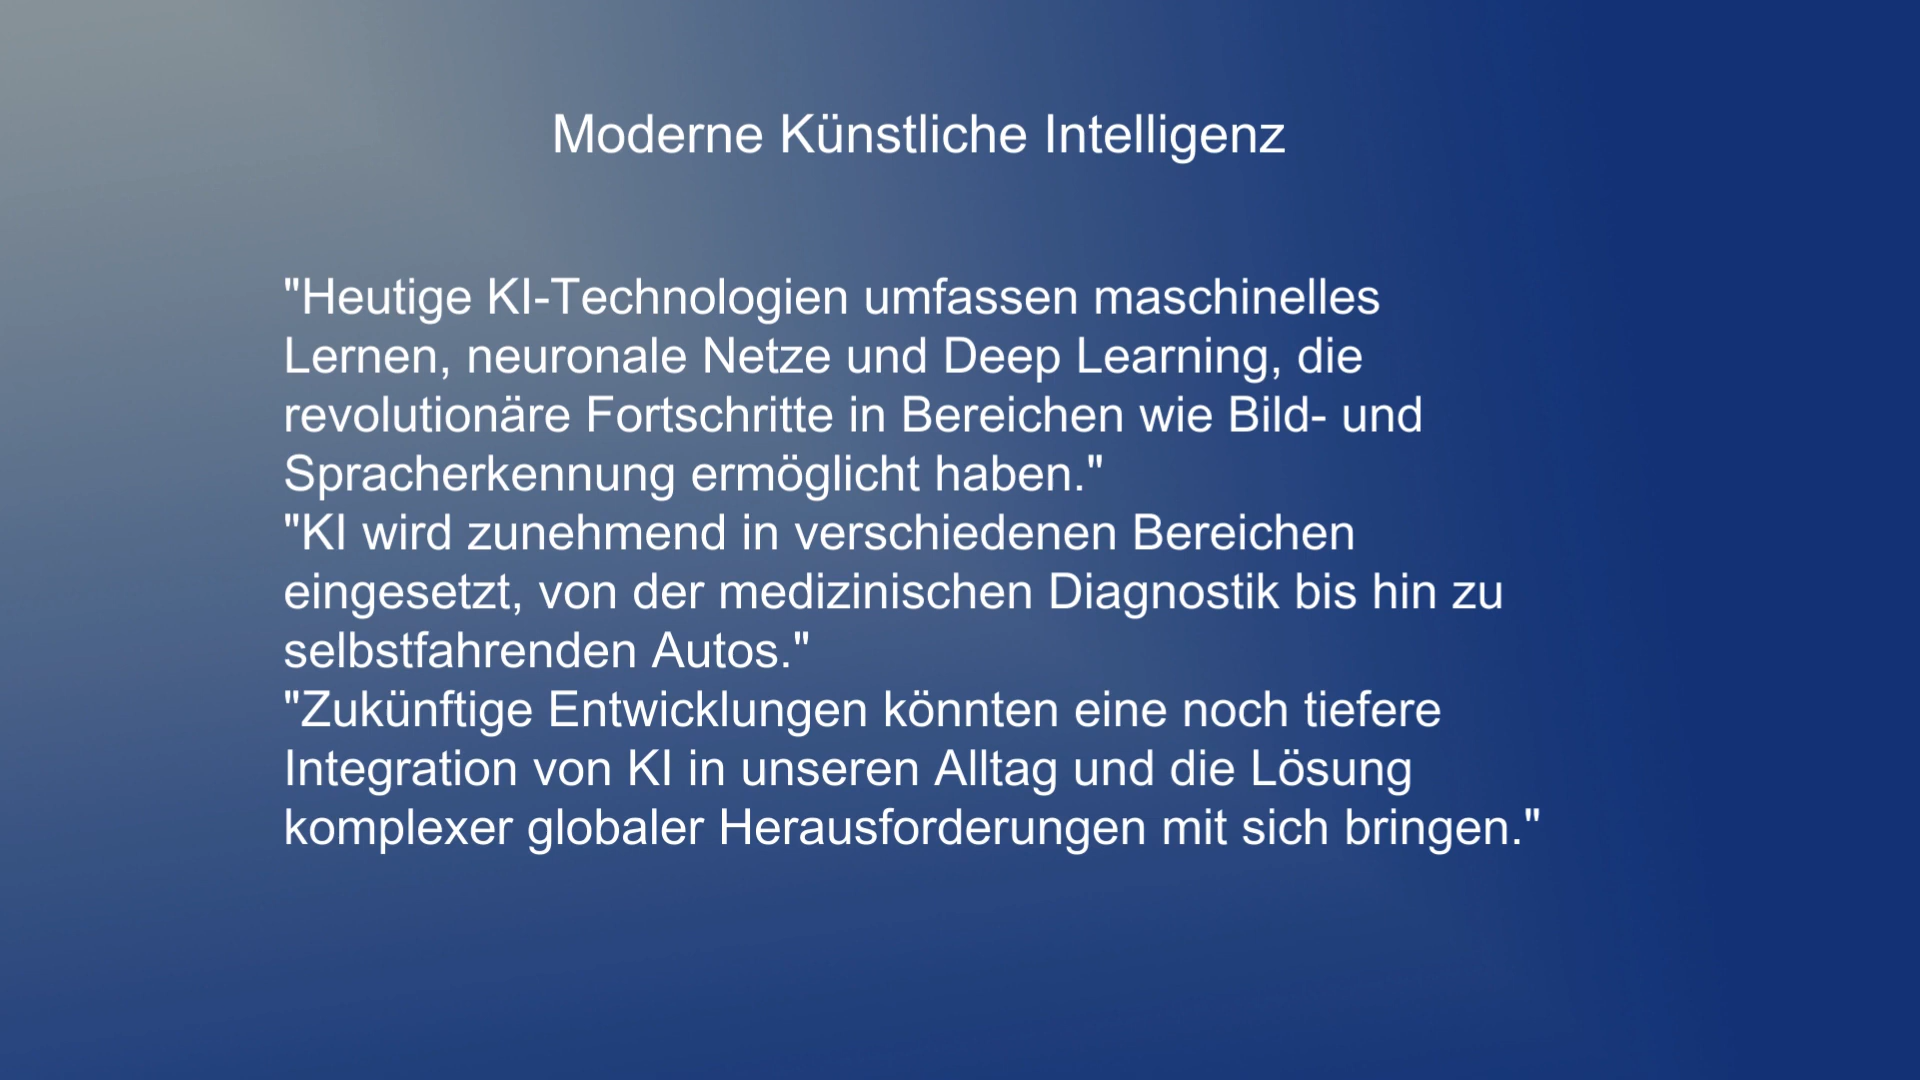 Moderne Künstliche Intelligenz
"Heutige KI-Technologien umfassen maschinelles
Lernen, neuronale Netze und Deep Learning, die
revolutionäre Fortschritte in Bereichen wie Bild- und
Spracherkennung ermöglicht haben."
"KI wird zunehmend in verschiedenen Bereichen
eingesetzt, von der medizinischen Diagnostik bis hin zu
selbstfahrenden Autos."
"Zukünftige Entwicklungen könnten eine noch tiefere
Integration von KI in unseren Alltag und die Lösung
komplexer globaler Herausforderungen mit sich bringen."